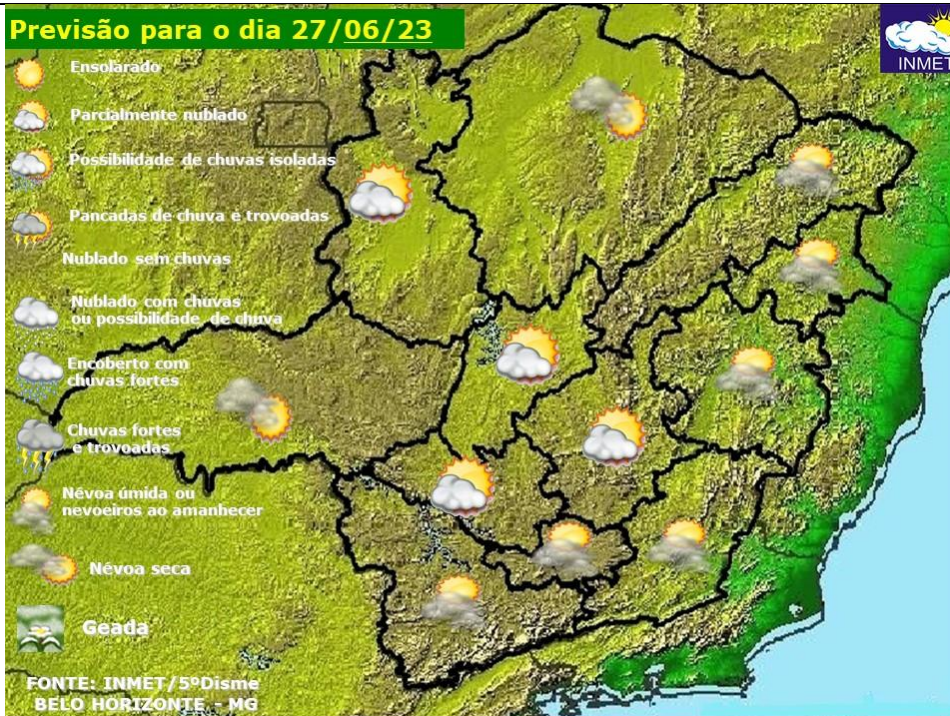 Previsão para o dia 27/06/23
INMET
Ensolarado
Parcialmente nublado
Possibilidade de chuvas isoladas
Pancadas de chuva e trovoadas
Nublado sem chuvas
Nublado com chuvas
ou possibilidade de chuva
Encoberto com
chuvas fortes
Chuvas fortes
e trovoadas
Névoa úmida ou
nevoeiros ao amanhecer
Névoa seca
Geada
FONTE: INMET/5ºDisme
BELO HORIZONTE - MG